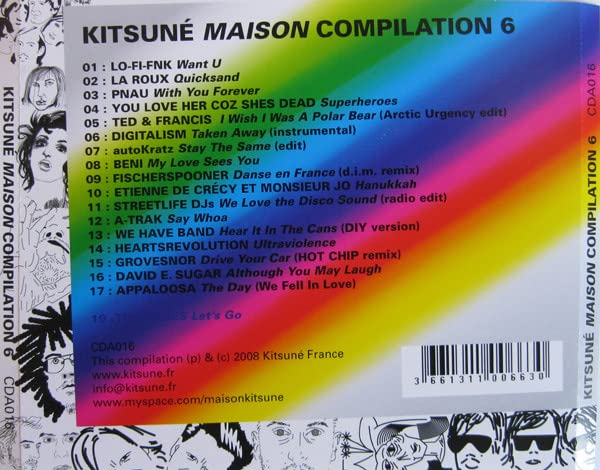 KITSUNÉ MAISON COMPILATION 6
01 : LO-FI-FNK Want U
02 : LA ROUX Quicksand
03 : PNAU With You Forever
04 : YOU LOVE HER COZ SHES DEAD Superheroes
05 : TED & FRANCIS I Wish I Was A Polar Bear (Arctic Urgency edit)
06 : DIGITALISM Taken Away (instrumental)
07 : autoKratz Stay The Same (edit)
08 : BENI My Love Sees You
09 : FISCHERSPOONER Danse en France (d.i.m. remix)
10 : ETIENNE DE CRÉCY ET MONSIEUR JO Hanukkah
11 : STREETLIFE DJs We Love the Disco Sound (radio edit)
12 : A-TRAK Say Whoa
13 : WE HAVE BAND Hear It In The Cans (DIY version)
14 : HEARTSREVOLUTION Ultraviolence
15 : GROVESNOR Drive Your Car (HOT CHIP remix)
16 : DAVID E. SUGAR Although You May Laugh
17 : APPALOOSA The Day (We Fell In Love)
19 : Let's Go
CDA016
This compilation (p) & (c) 2008 Kitsuné France
www.kitsune.fr
info@kitsune.fr
www.myspace.com/maisonkitsune
3 661311 006630
KITSUNÉ MAISON COMPILATION 6 CDA016
KITSUNÉ MAISON COMPILATION 6 CDA016